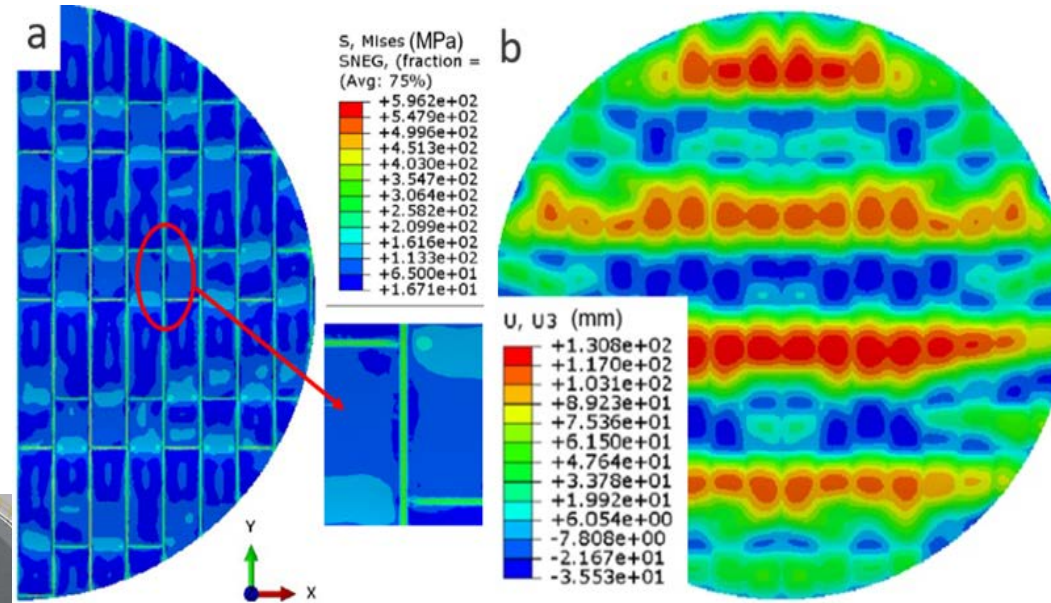 a
S, Mises (MPa)
SNEG, (fraction =
(Avg: 75%)
+5.962e+02
+5.479e+02
+4.996e+02
+4.513e+02
+4.030e+02
+3.547e+02
+3.064e+02
+2.582e+02
+2.099e+02
+1.616e+02
+1.133e+02
+6.500e+01
+1.671e+01
Y
X
b
U, U3 (mm)
+1.308e+02
+1.170e+02
+1.031e+02
+8.923e+01
+7.536e+01
+6.150e+01
+4.764e+01
+3.378e+01
+1.992e+01
+6.054e+00
-7.808e+00
-2.167e+01
-3.553e+01